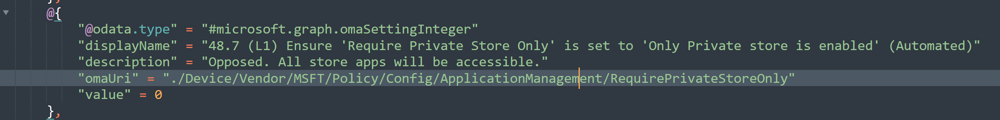 },
@{
"@odata.type" = "#microsoft.graph.omaSettingInteger"
"displayName" = "48.7 (L1) Ensure 'Require Private Store Only' is set to 'Only Private store is enabled' (Automated)"
"description" = "Opposed. All store apps will be accessible."
"omaUri" = "./Device/Vendor/MSFT/Policy/Config/ApplicationManagement/RequirePrivateStoreOnly"
"value" = 0
},